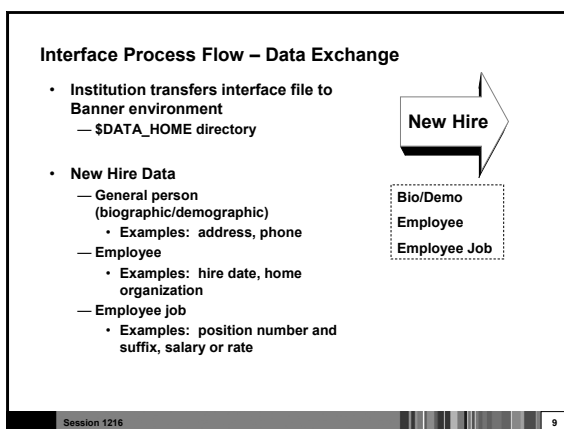 Interface Process Flow – Data Exchange
• Institution transfers interface file to
Banner environment
— $DATA_HOME directory
• New Hire Data
— General person
(biographic/demographic)
• Examples: address, phone
— Employee
• Examples: hire date, home
organization
— Employee job
• Examples: position number and
suffix, salary or rate
New Hire
Bio/Demo
Employee
Employee Job
Session 1216
9